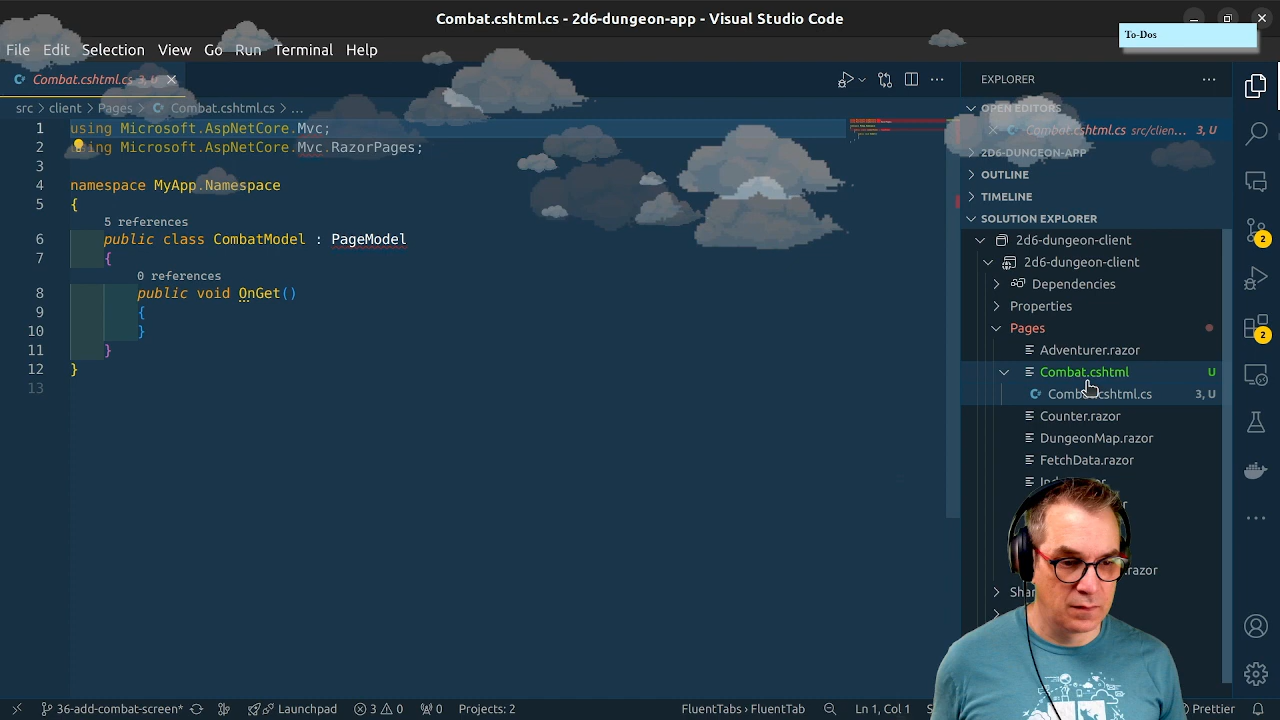 Combat.cshtml.cs - 2d6-dungeon-app - Visual Studio Code
To-Dos
File Edit Selection View Go Run Terminal Help
Combat.cshtml.cs 3, U
EXPLORER
src > client > Pages > Combat.cshtml.cs > ...
OPEN EDITORS
Combat.cshtml.cs src/clien... 3, U
2D6-DUNGEON-APP
OUTLINE
TIMELINE
SOLUTION EXPLORER
1 using Microsoft.AspNetCore.Mvc;
2 using Microsoft.AspNetCore.Mvc.RazorPages;
3
4 namespace MyApp.Namespace
5 {
5 references
6 public class CombatModel : PageModel
7 {
0 references
8 public void OnGet()
9 {
10 }
11 }
12 }
13
2d6-dungeon-client
2d6-dungeon-client
Dependencies
Properties
Pages
Adventurer.razor
Combat.cshtml U
Combat.cshtml.cs 3, U
Counter.razor
DungeonMap.razor
FetchData.razor
2
2
36-add-combat-screen* Launchpad 3 0 0 Projects: 2 FluentTabs > FluentTab Ln 1, Col 1 Prettier